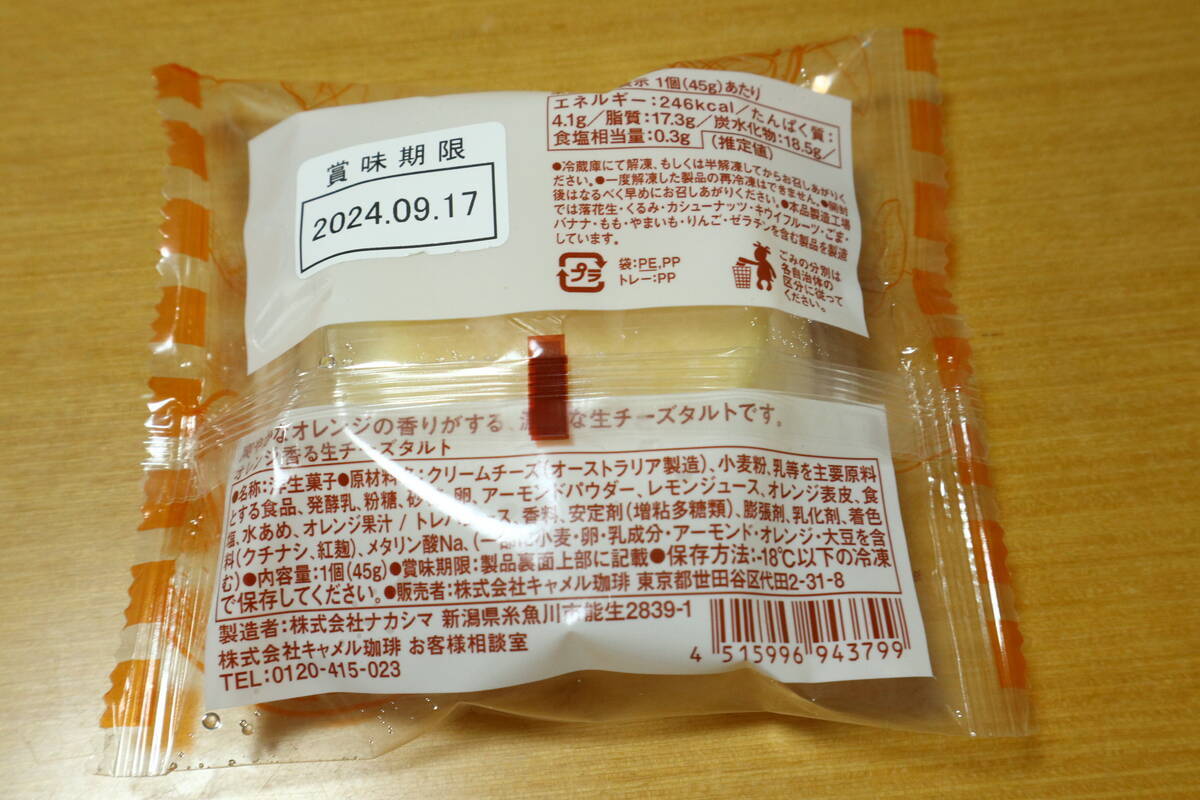 賞味期限
2024.09.17
1個(45g)あたり
エネルギー:246kcal/たんぱく質:
4.1g/脂質:17.3g/炭水化物:18.5g/
食塩相当量:0.3g (推定値)
●冷蔵庫にて解凍、もしくは半解凍してからお召しあがりく
ださい。●一度解凍した製品の再冷凍はできません。●開封
後はなるべく早めにお召しあがりください。●本品製造工場
では落花生・くるみ・カシューナッツ・キウイフルーツ・ごま・
バナナ・もも・やまいも・りんご・ゼラチンを含む製品を製造
しています。
プラ
袋:PE,PP
トレー:PP
ごみの分別は
各自治体の
区分に従って
ください。
なオレンジの香りがする な生チーズタルトです。
香る生チーズタルト
●名称:洋生菓子●原材料名:クリームチーズ(オーストラリア製造)、小麦粉、乳等を主要原料
とする食品、発酵乳、粉糖、砂糖、卵、アーモンドパウダー、レモンジュース、オレンジ表皮、食
塩、水あめ、オレンジ果汁/トレハロース、香料、安定剤(増粘多糖類)、膨張剤、乳化剤、着色
料(クチナシ、紅麹)、メタリン酸Na、(一部に小麦・卵・乳成分・アーモンド・オレンジ・大豆を含
む)●内容量:1個(45g)●賞味期限:製品裏面上部に記載●保存方法:-18℃以下の冷凍
で保存してください。●販売者:株式会社キャメル珈琲 東京都世田谷区代田2-31-8
製造者:株式会社ナカシマ 新潟県糸魚川市能生2839-1
株式会社キャメル珈琲 お客様相談室
TEL:0120-415-023
4 515996 943799